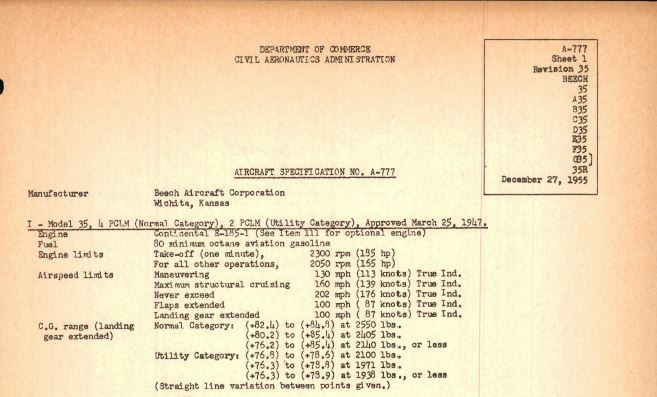 DEPARTMENT OF COMMERCE
CIVIL AERONAUTICS ADMINISTRATION
A-777
Sheet 1
Revision 35
BEECH
35
A35
B35
C35
D35
E35
F35
G35]
35R
December 27, 1955
AIRCRAFT SPECIFICATION NO. A-777
Manufacturer Beech Aircraft Corporation
Wichita, Kansas
I - Model 35, 4 PCLM (Normal Category), 2 PCLM (Utility Category), Approved March 25, 1947.
Engine Continental E-185-1 (See Item 111 for optional engine)
Fuel 80 minimum octane aviation gasoline
Engine limits Take-off (one minute), 2300 rpm (185 hp)
For all other operations, 2050 rpm (165 hp)
Airspeed limits Maneuvering 130 mph (113 knots) True Ind.
Maximum structural cruising 160 mph (139 knots) True Ind.
Never exceed 202 mph (176 knots) True Ind.
Flaps extended 100 mph ( 87 knots) True Ind.
Landing gear extended 100 mph ( 87 knots) True Ind.
C.G. range (landing gear extended) Normal Category: (+82.4) to (+84.8) at 2550 lbs.
(+80.2) to (+85.4) at 2405 lbs.
(+76.2) to (+85.4) at 2140 lbs., or less
Utility Category: (+76.8) to (+78.6) at 2100 lbs.
(+76.3) to (+78.8) at 1971 lbs.
(+76.3) to (+78.9) at 1938 lbs., or less
(Straight line variation between points given.)